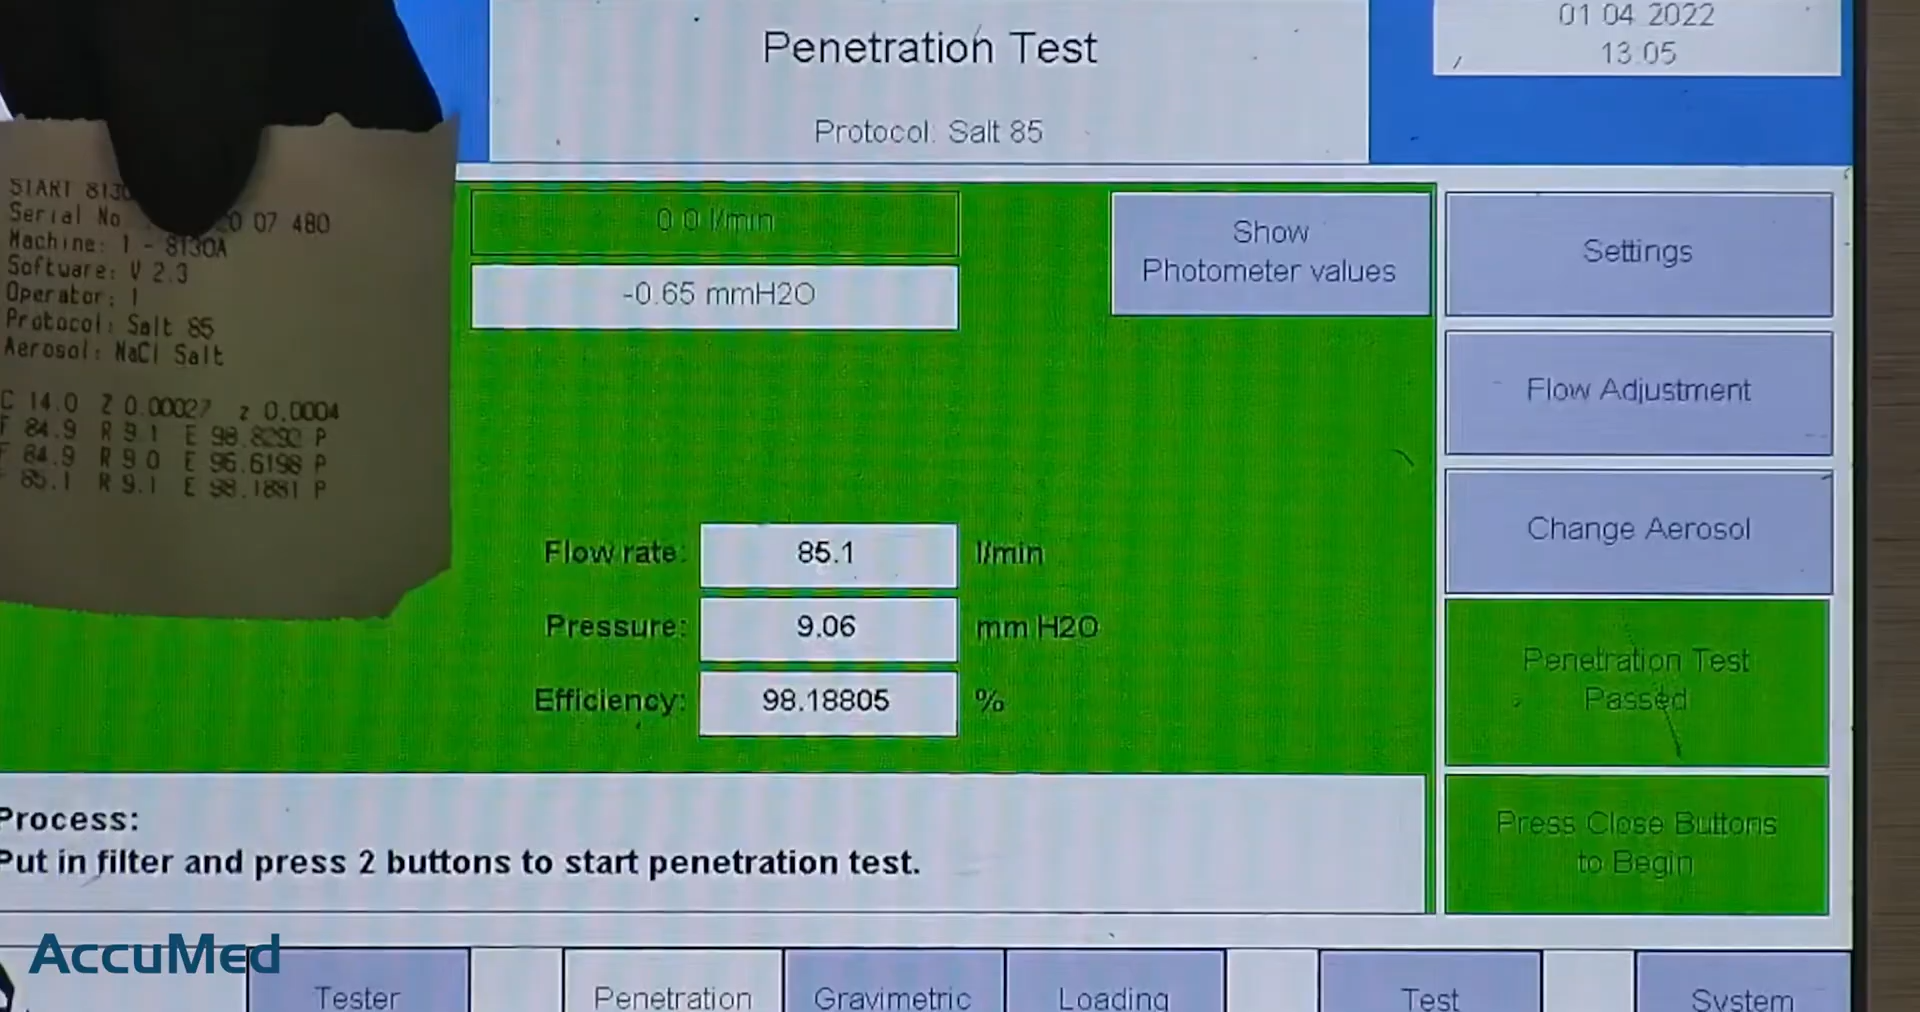 Penetration Test
Protocol: Salt 85
01 04 2022
13:05
START 8130
Serial No 20 07 480
Machine: 1 - 8130A
Software: V 2.3
Operator: 1
Protocol: Salt 85
Aerosol: NaCl Salt
C 14.0 Z 0.00027 z 0.0004
F 84.9 R 9.1 E P
F 84.9 R 9.0 E 96.6198 P
85.1 R 9.1 E 98.1881 P
0.0 l/min
-0.65 mmH2O
Show
Photometer values
Flow rate: 85.1 l/min
Pressure: 9.06 mm H2O
Efficiency: 98.18805 %
Settings
Flow Adjustment
Change Aerosol
Penetration Test
Passed
Press Close Buttons
to Begin
Process:
Put in filter and press 2 buttons to start penetration test.
AccuMed
Tester
Penetration
Gravimetric
Loading
Test
System